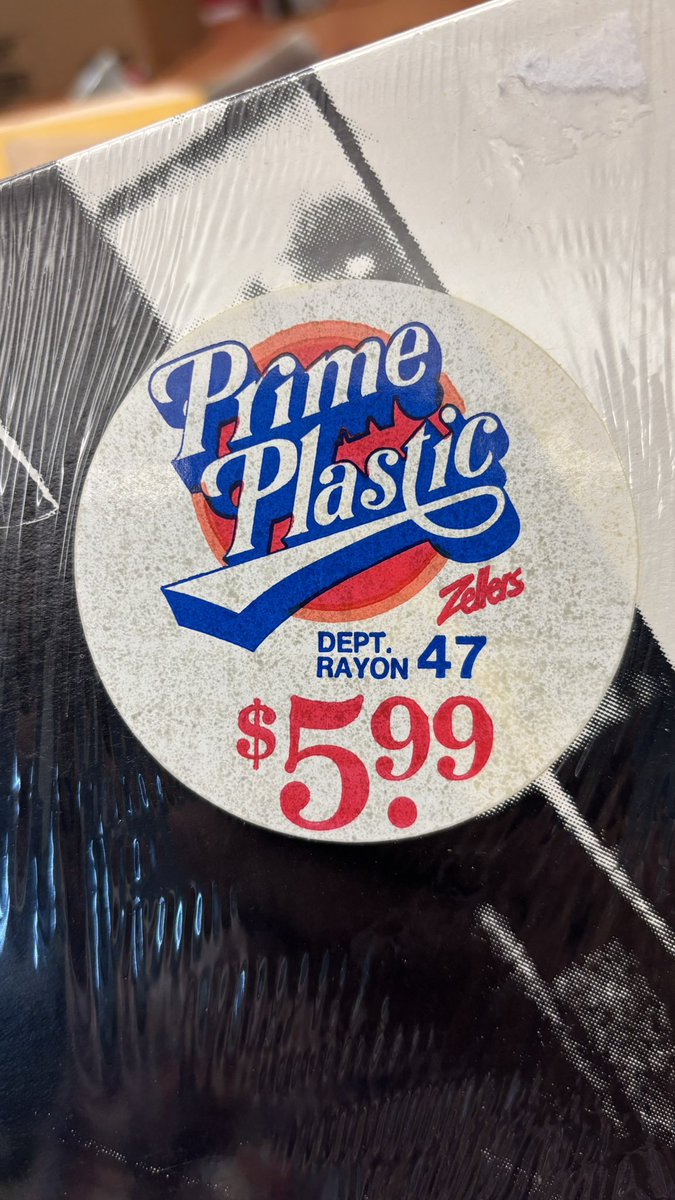 Prime
Plastic
Zellers
DEPT.
RAYON 47
$5.99